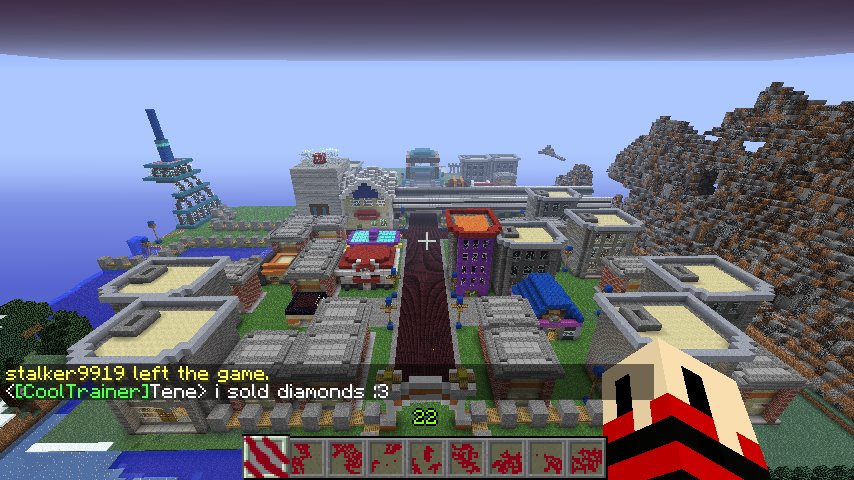 stalker9919 left the game.
<[CoolTrainer]Tene> i sold diamonds :3
22